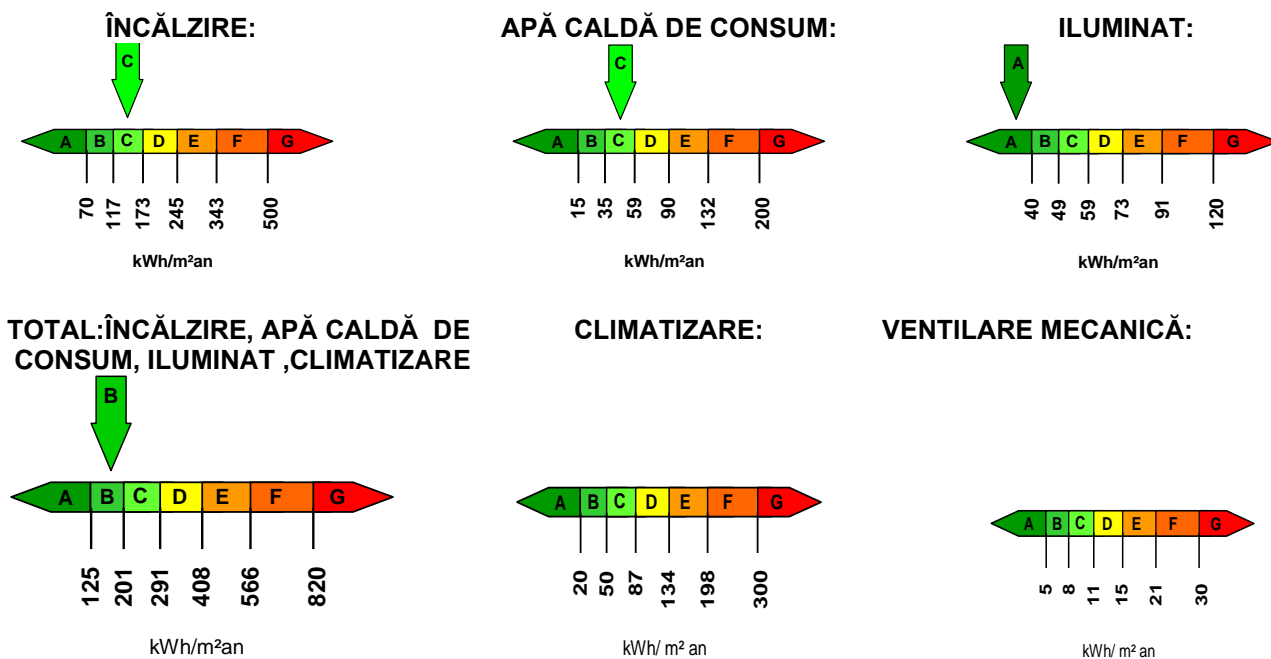 ÎNCĂLZIRE:
C
A B C D E F G
70 117 173 245 343 500
kWh/m²an
APĂ CALDĂ DE CONSUM:
C
A B C D E F G
15 35 59 90 132 200
kWh/m²an
ILUMINAT:
A
A B C D E F G
40 49 59 73 91 120
kWh/m²an
TOTAL:ÎNCĂLZIRE, APĂ CALDĂ DE
CONSUM, ILUMINAT ,CLIMATIZARE
B
A B C D E F G
125 201 291 408 566 820
kWh/m²an
CLIMATIZARE:
A B C D E F G
20 50 87 134 198 300
kWh/ m² an
VENTILARE MECANICĂ:
A B C D E F G
5 8 11 15 21 30
kWh/ m² an